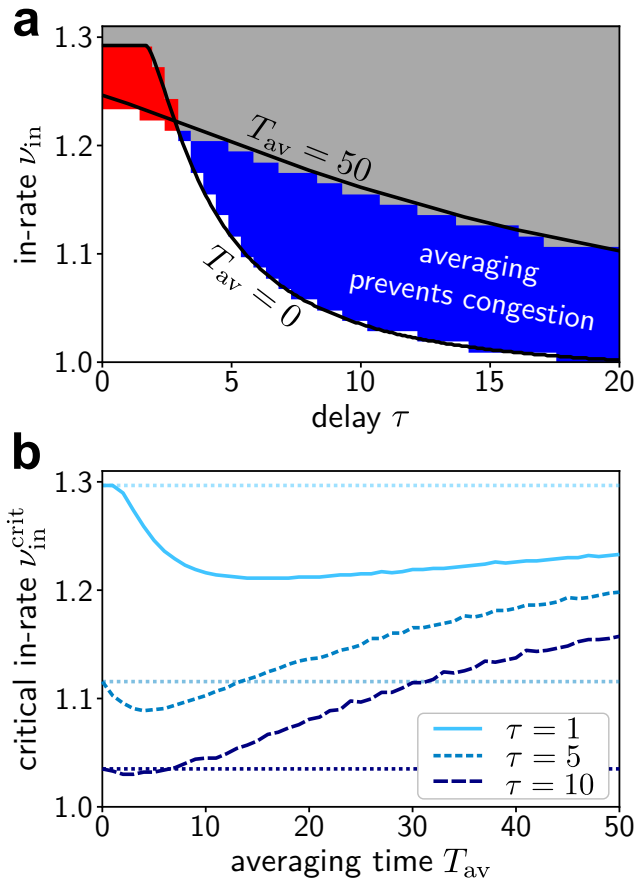 a
1.3
1.2
1.1
1.0
in-rate ν_in
T_av = 50
T_av = 0
averaging
prevents congestion
0 5 10 15 20
delay τ
b
1.3
1.2
1.1
1.0
critical in-rate ν_in^crit
τ = 1
τ = 5
τ = 10
0 10 20 30 40 50
averaging time T_av